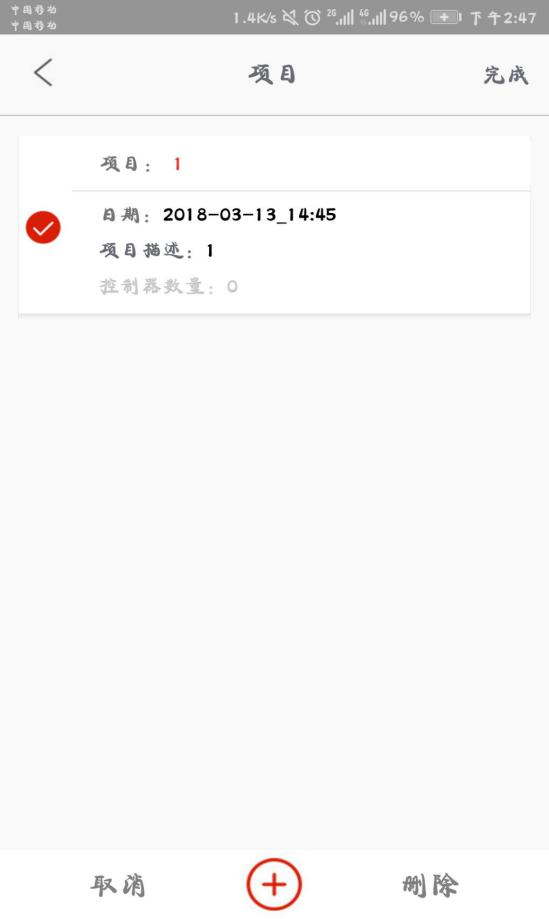 中国移动
中国移动
1.4K/s 2G 4G 96% 下午2:47
项目 完成
项目： 1
日期：2018-03-13_14:45
项目描述：1
控制器数量：0
取消 删除